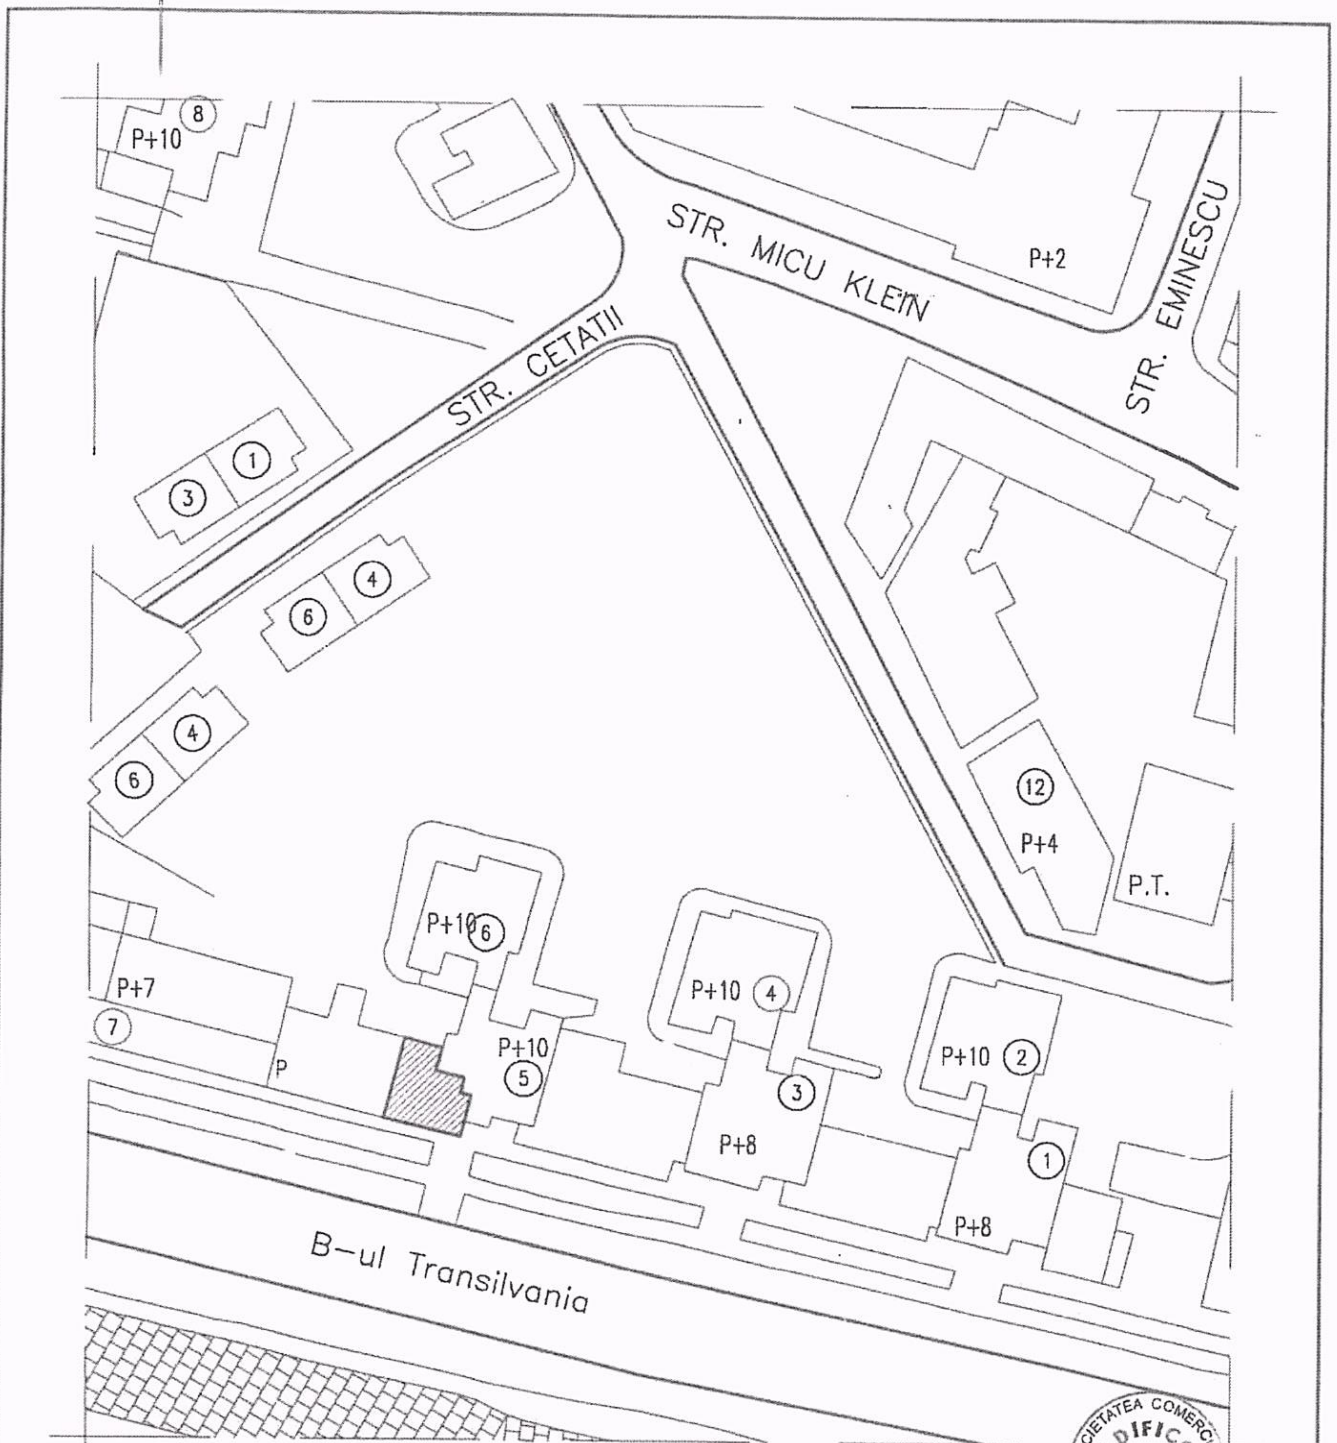 8
P+10
STR. MICU KLEIN
P+2
STR. EMINESCU
STR. CETATII
1
3
4
6
4
6
12
P+4
P.T.
P+10
6
P+10
4
P+7
7
P
P+10
5
P+10
2
3
P+8
1
P+8
B-ul Transilvania